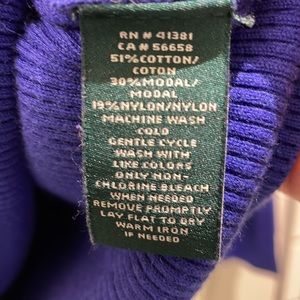 RN # 41381
CA # 56658
51% COTTON/
COTON
30% MODAL/
MODAL
19% NYLON/NYLON
MACHINE WASH
COLD
GENTLE CYCLE
WASH WITH
LIKE COLORS
ONLY NON-
CHLORINE BLEACH
WHEN NEEDED
REMOVE PROMPTLY
LAY FLAT TO DRY
WARM IRON
IF NEEDED